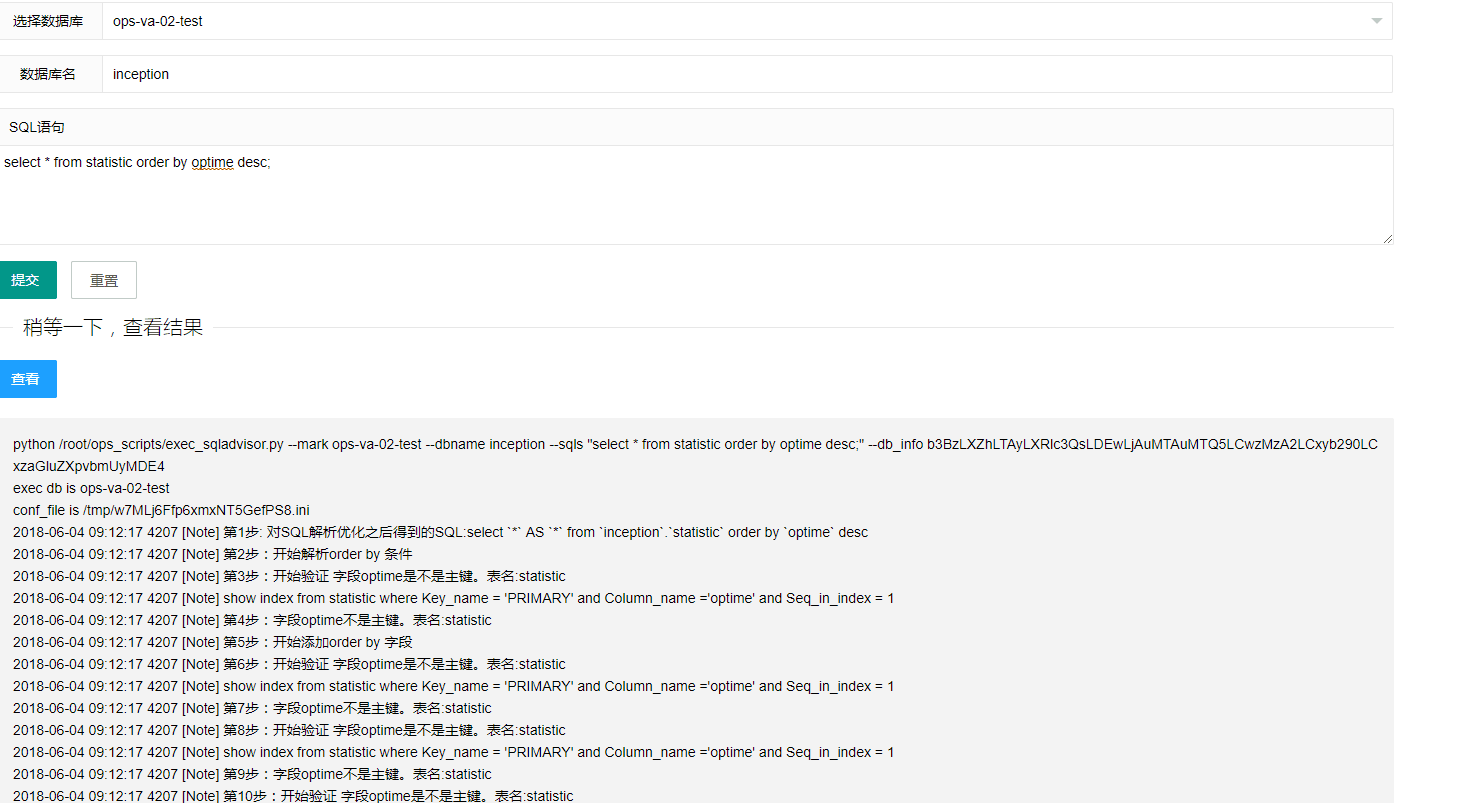 选择数据库 ops-va-02-test
数据库名 inception
SQL语句
select * from statistic order by optime desc;
提交 重置
稍等一下，查看结果
查看
python /root/ops_scripts/exec_sqladvisor.py --mark ops-va-02-test --dbname inception --sqls "select * from statistic order by optime desc;" --db_info b3BzLXZhLTAyLXRlc3QsLDEwLjAuMTAuMTQ5LCwzMzA2LCxyb290LC
xzaGluZXpvbmUyMDE4
exec db is ops-va-02-test
conf_file is /tmp/w7MLj6Ffp6xmxNT5GefPS8.ini
2018-06-04 09:12:17 4207 [Note] 第1步: 对SQL解析优化之后得到的SQL:select `*` AS `*` from `inception`.`statistic` order by `optime` desc
2018-06-04 09:12:17 4207 [Note] 第2步：开始解析order by 条件
2018-06-04 09:12:17 4207 [Note] 第3步：开始验证 字段optime是不是主键。表名:statistic
2018-06-04 09:12:17 4207 [Note] show index from statistic where Key_name = 'PRIMARY' and Column_name ='optime' and Seq_in_index = 1
2018-06-04 09:12:17 4207 [Note] 第4步：字段optime不是主键。表名:statistic
2018-06-04 09:12:17 4207 [Note] 第5步：开始添加order by 字段
2018-06-04 09:12:17 4207 [Note] 第6步：开始验证 字段optime是不是主键。表名:statistic
2018-06-04 09:12:17 4207 [Note] show index from statistic where Key_name = 'PRIMARY' and Column_name ='optime' and Seq_in_index = 1
2018-06-04 09:12:17 4207 [Note] 第7步：字段optime不是主键。表名:statistic
2018-06-04 09:12:17 4207 [Note] 第8步：开始验证 字段optime是不是主键。表名:statistic
2018-06-04 09:12:17 4207 [Note] show index from statistic where Key_name = 'PRIMARY' and Column_name ='optime' and Seq_in_index = 1
2018-06-04 09:12:17 4207 [Note] 第9步：字段optime不是主键。表名:statistic
2018-06-04 09:12:17 4207 [Note] 第10步：开始验证 字段optime是不是主键。表名:statistic